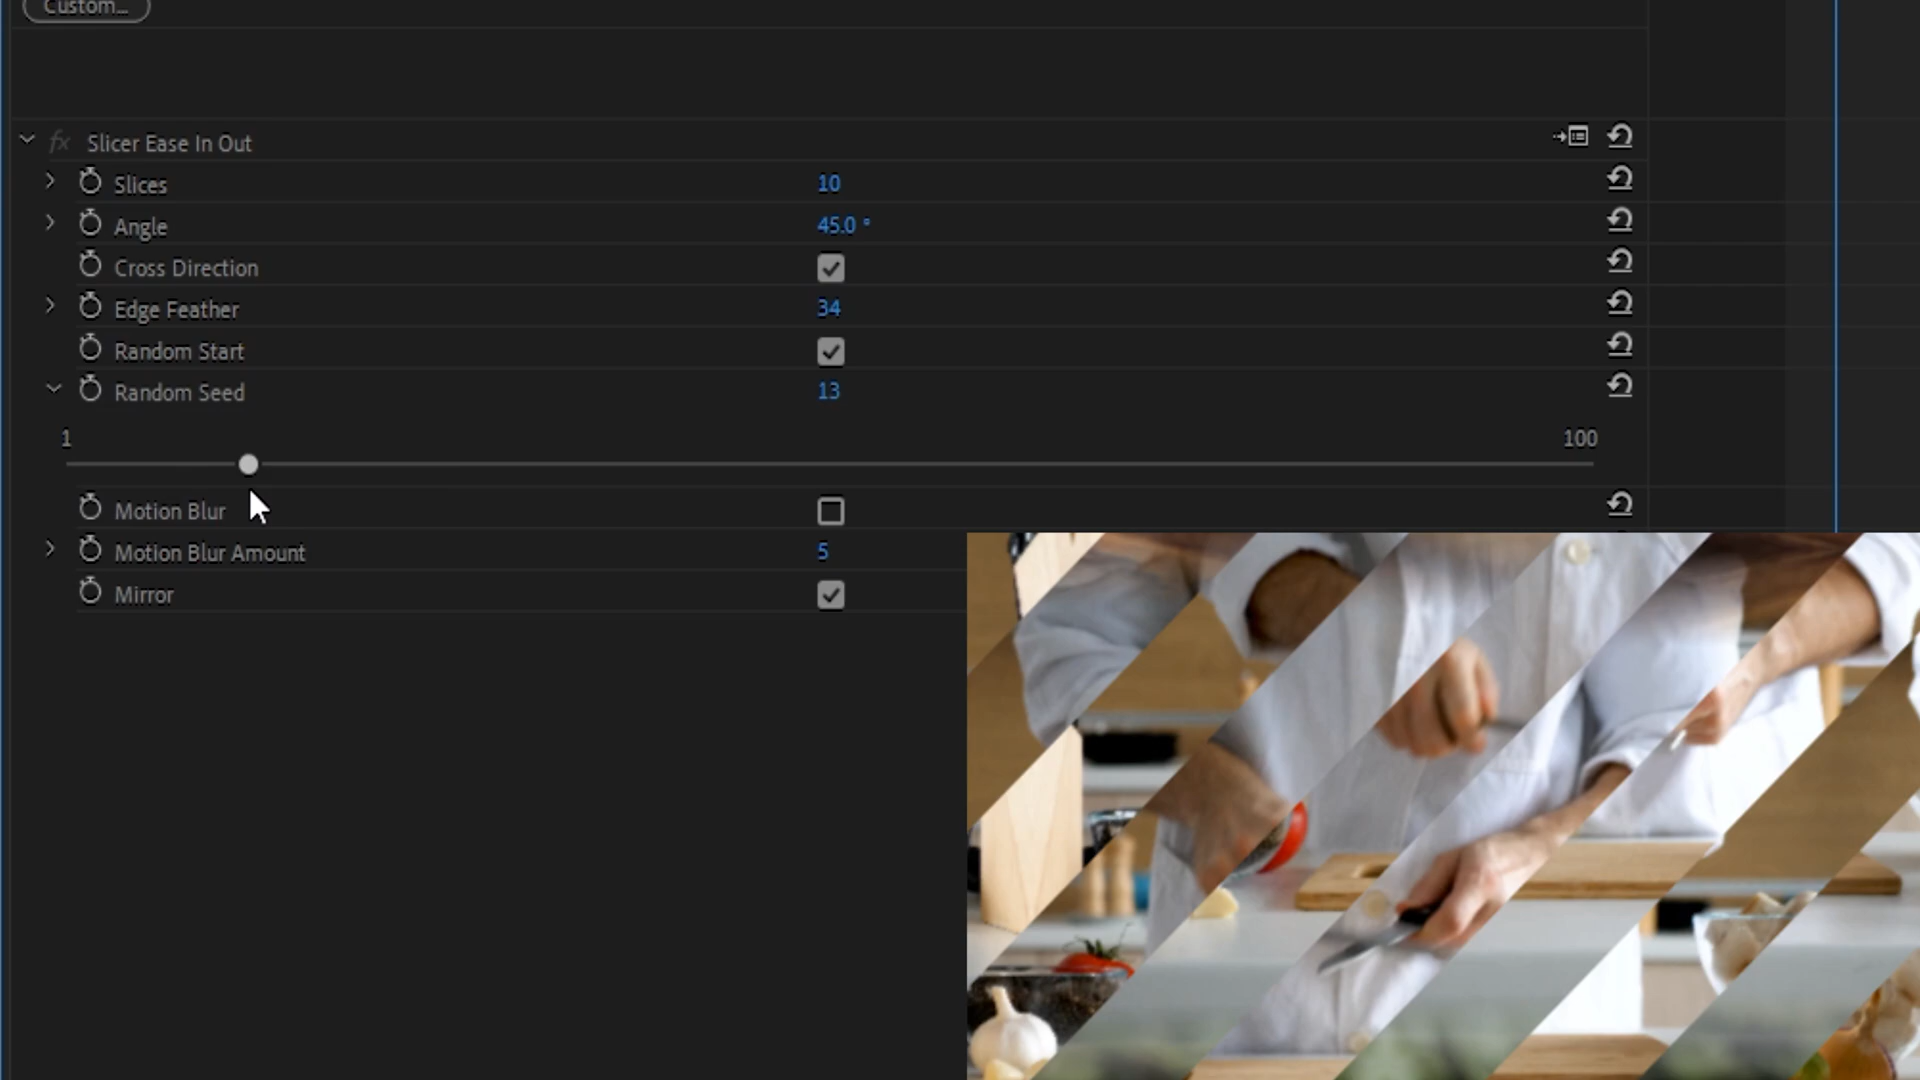 Custom...
fx Slicer Ease In Out
Slices 10
Angle 45.0 °
Cross Direction
Edge Feather 34
Random Start
Random Seed 13
1 100
Motion Blur
Motion Blur Amount 5
Mirror